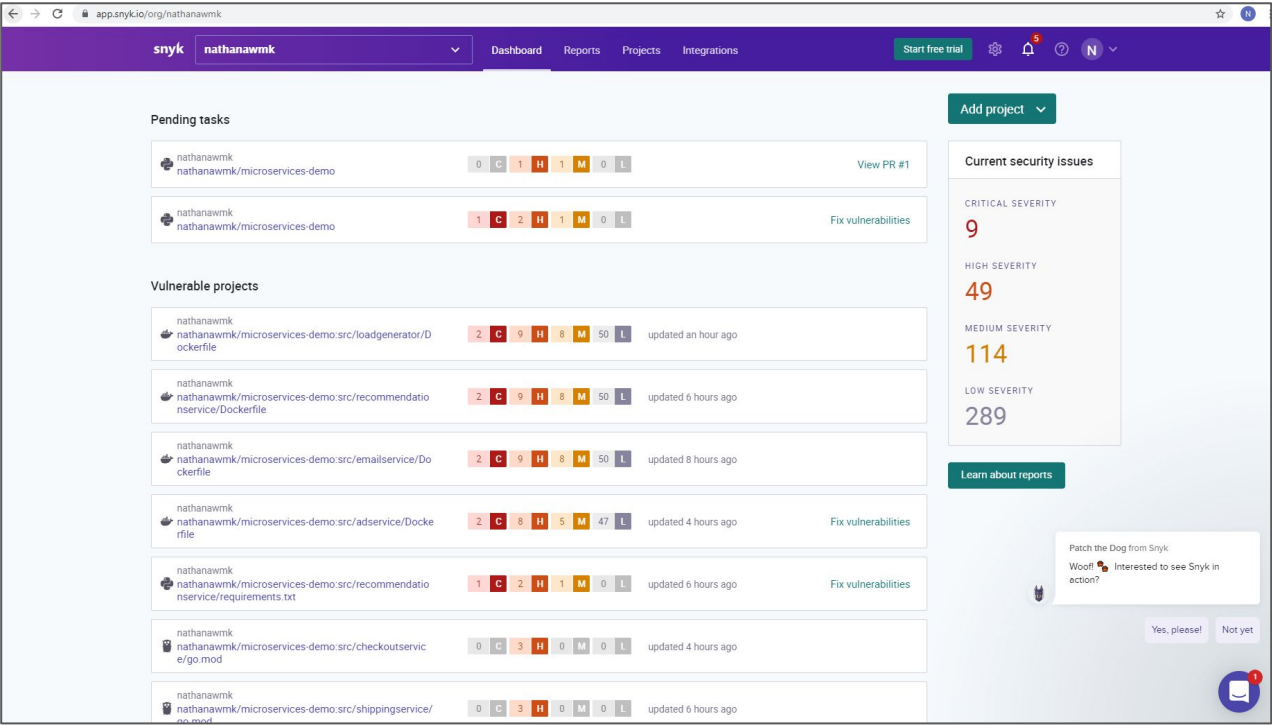 app.snyk.io/org/nathanawmk
N
snyk nathanawmk Dashboard Reports Projects Integrations Start free trial 5 N
Add project
Pending tasks
nathanawmk
nathanawmk/microservices-demo
0 C 1 H 1 M 0 L
View PR #1
nathanawmk
nathanawmk/microservices-demo
1 C 2 H 1 M 0 L
Fix vulnerabilities
Vulnerable projects
nathanawmk
nathanawmk/microservices-demo:src/loadgenerator/D
ockerfile
2 C 9 H 8 M 50 L
updated an hour ago
nathanawmk
nathanawmk/microservices-demo:src/recommendatio
nservice/Dockerfile
2 C 9 H 8 M 50 L
updated 6 hours ago
nathanawmk
nathanawmk/microservices-demo:src/emailservice/Do
ckerfile
2 C 9 H 8 M 50 L
updated 8 hours ago
nathanawmk
nathanawmk/microservices-demo:src/adservice/Docke
rfile
2 C 8 H 5 M 47 L
updated 4 hours ago
Fix vulnerabilities
nathanawmk
nathanawmk/microservices-demo:src/recommendatio
nservice/requirements.txt
1 C 2 H 1 M 0 L
updated 6 hours ago
Fix vulnerabilities
nathanawmk
nathanawmk/microservices-demo:src/checkoutservic
e/go.mod
0 C 3 H 0 M 0 L
updated 4 hours ago
nathanawmk
nathanawmk/microservices-demo:src/shippingservice/
go.mod
0 C 3 H 0 M 0 L
updated 6 hours ago
Current security issues
CRITICAL SEVERITY
9
HIGH SEVERITY
49
MEDIUM SEVERITY
114
LOW SEVERITY
289
Learn about reports
Patch the Dog from Snyk
Woof! Interested to see Snyk in
action?
Yes, please! Not yet
1